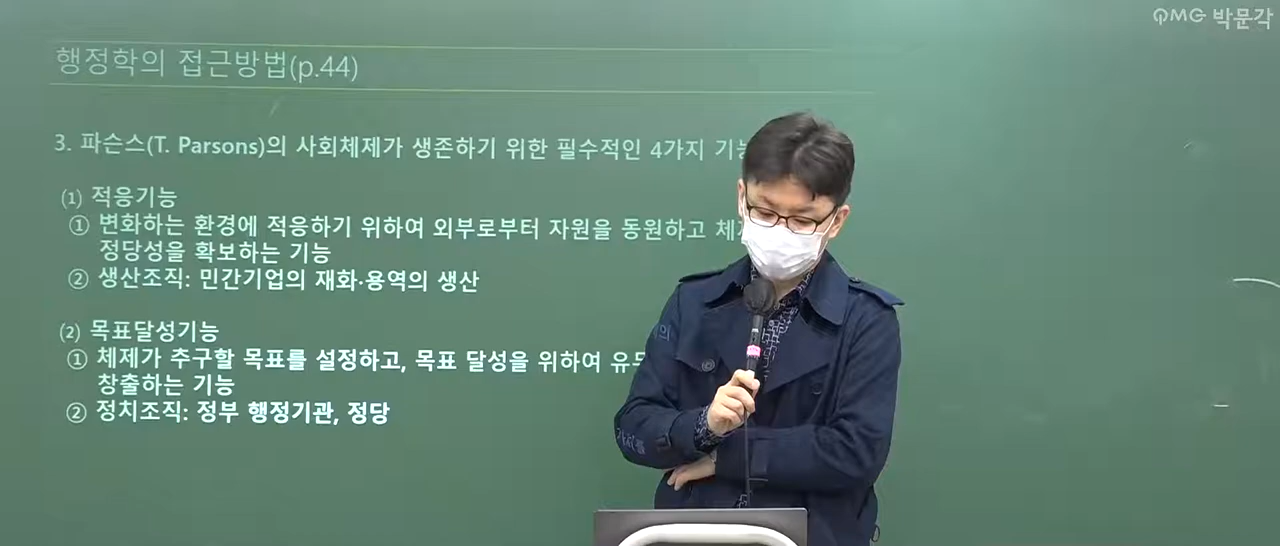 PMG 박문각
행정학의 접근방법(p.44)
3. 파슨스(T. Parsons)의 사회체제가 생존하기 위한 필수적인 4가지
(1) 적응기능
① 변화하는 환경에 적응하기 위하여 외부로부터 자원을 동원하고
정당성을 확보하는 기능
② 생산조직: 민간기업의 재화·용역의 생산
(2) 목표달성기능
① 체제가 추구할 목표를 설정하고, 목표 달성을 위하여
창출하는 기능
② 정치조직: 정부 행정기관, 정당